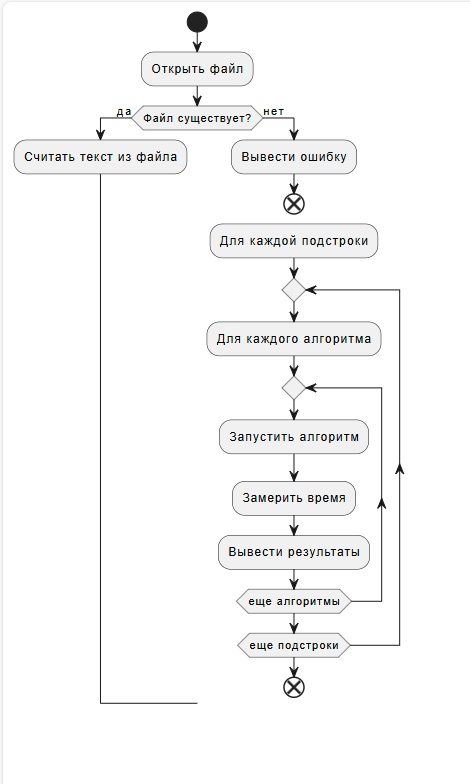 Открыть файл
да
Файл существует?
нет
Считать текст из файла
Вывести ошибку
Для каждой подстроки
Для каждого алгоритма
Запустить алгоритм
Замерить время
Вывести результаты
еще алгоритмы
еще подстроки